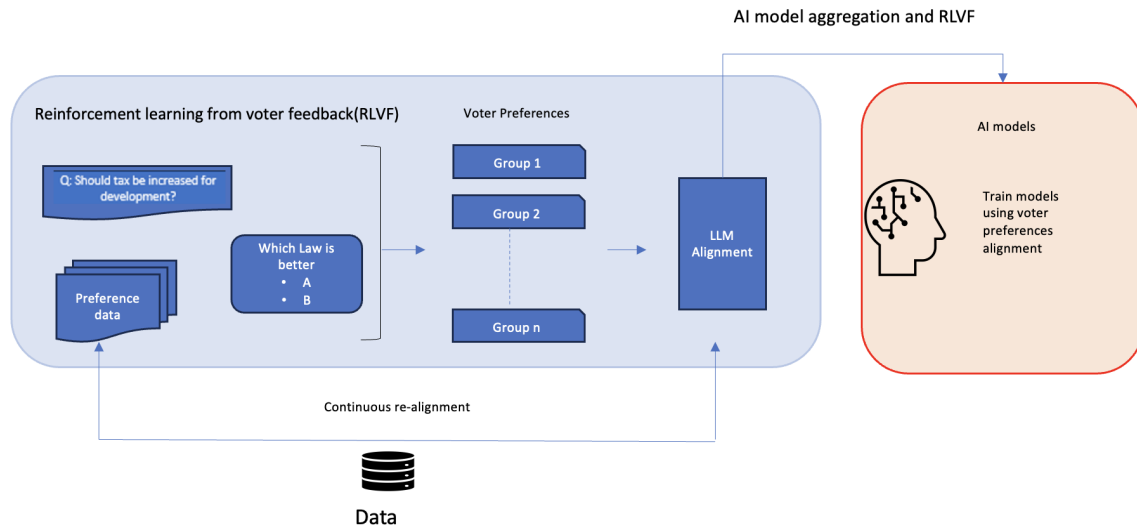 AI model aggregation and RLVF
Reinforcement learning from voter feedback(RLVF)
Q: Should tax be increased for
development?
Which Law is
better
• A
• B
Preference
data
Voter Preferences
Group 1
Group 2
Group n
LLM
Alignment
AI models
Train models
using voter
preferences
alignment
Continuous re-alignment
Data